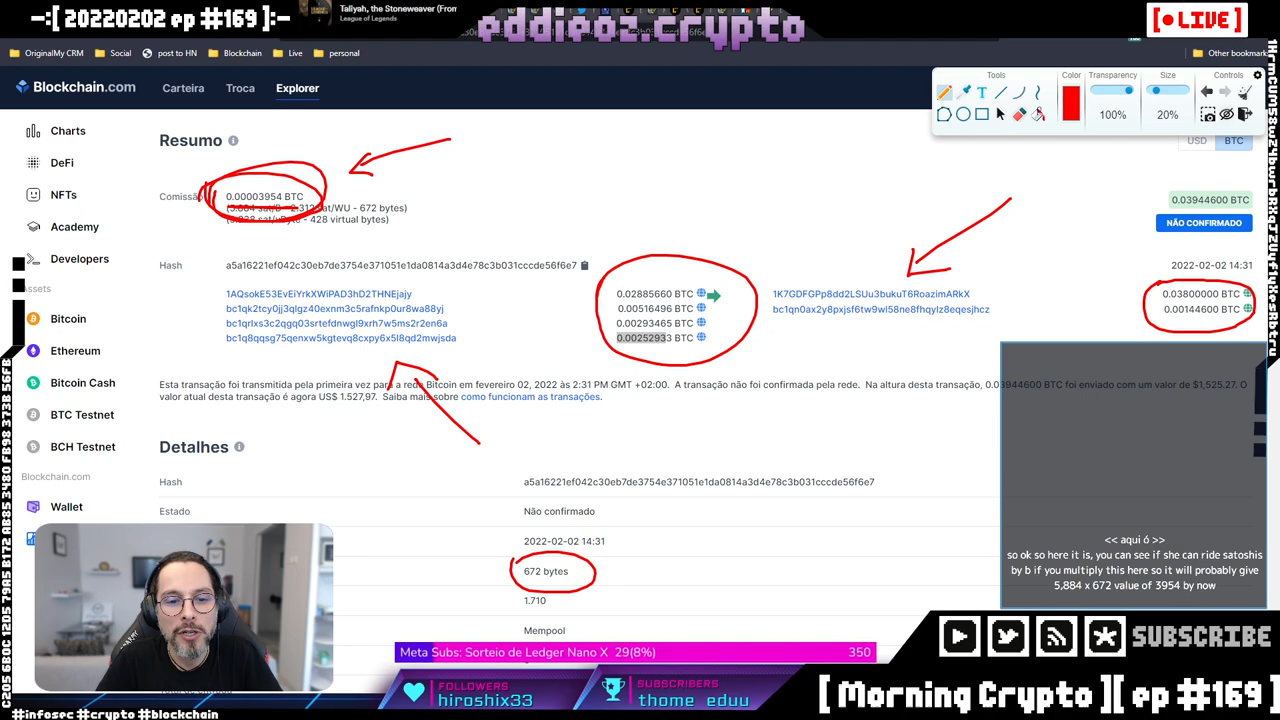 -:[ 20220202 ep #169 ]:-
Taliyah, the Stoneweaver (From
League of Legends
eddieoz.crypto
[● LIVE ]
OriginalMy CRM
Social
post to HN
Blockchain
Live
personal
Other bookmark
Blockchain.com
Carteira
Troca
Explorer
Tools
Color
Transparency
Size
Controls
100%
20%
Charts
DeFi
NFTs
Academy
Developers
ssets
Bitcoin
Ethereum
Bitcoin Cash
BTC Testnet
BCH Testnet
Blockchain.com
Wallet
Resumo
USD
BTC
Comissão
0.00003954 BTC
0.03944600 BTC
- 428 virtual bytes)
NÃO CONFIRMADO
Hash
a5a16221ef042c30eb7de3754e371051e1da0814a3d4e78c3b031cccde56f6e7
2022-02-02 14:31
1AQsokE53EvEiYrkXWiPAD3hD2THNEjajy
0.02885660 BTC
1K7GDFGPp8dd2LSUu3bukuT6RoazimARkX
0.03800000 BTC
bc1qk2tcy0jj3qlgz40exnm3c5rafnkp0ur8wa88yj
0.00516496 BTC
bc1qn0ax2y8pxjsf6tw9wl58ne8fhqylz8eqesjhcz
0.00144600 BTC
bc1qrlxs3c2qgq03srtefdnwgl9xrh7w5ms2r2en6a
0.00293465 BTC
bc1q8qqsg75qenxw5kgtevq8cxpy6x5l8qd2mwjsda
0.00252933 BTC
Esta transação foi transmitida pela primeira vez para a rede Bitcoin em fevereiro 02, 2022 às 2:31 PM GMT +02:00. A transação não foi confirmada pela rede. Na altura desta transação, 0.03944600 BTC foi enviado com um valor de $1,525.27. O
valor atual desta transação é agora US$ 1.527,97. Saiba mais sobre como funcionam as transações.
Detalhes
Hash
a5a16221ef042c30eb7de3754e371051e1da0814a3d4e78c3b031cccde56f6e7
Estado
Não confirmado
2022-02-02 14:31
672 bytes
1.710
Mempool
<< aqui ó >>
so ok so here it is, you can see if she can ride satoshis
by b if you multiply this here so it will probably give
5,884 x 672 value of 3954 by now
Meta Subs: Sorteio de Ledger Nano X 29(8%)
350
FOLLOWERS
hiroshix33
SUBSCRIBERS
thome_eduu
SUBSCRIBE
[ Morning Crypto ][ ep #169 ]
#infosec #crypto #blockchain